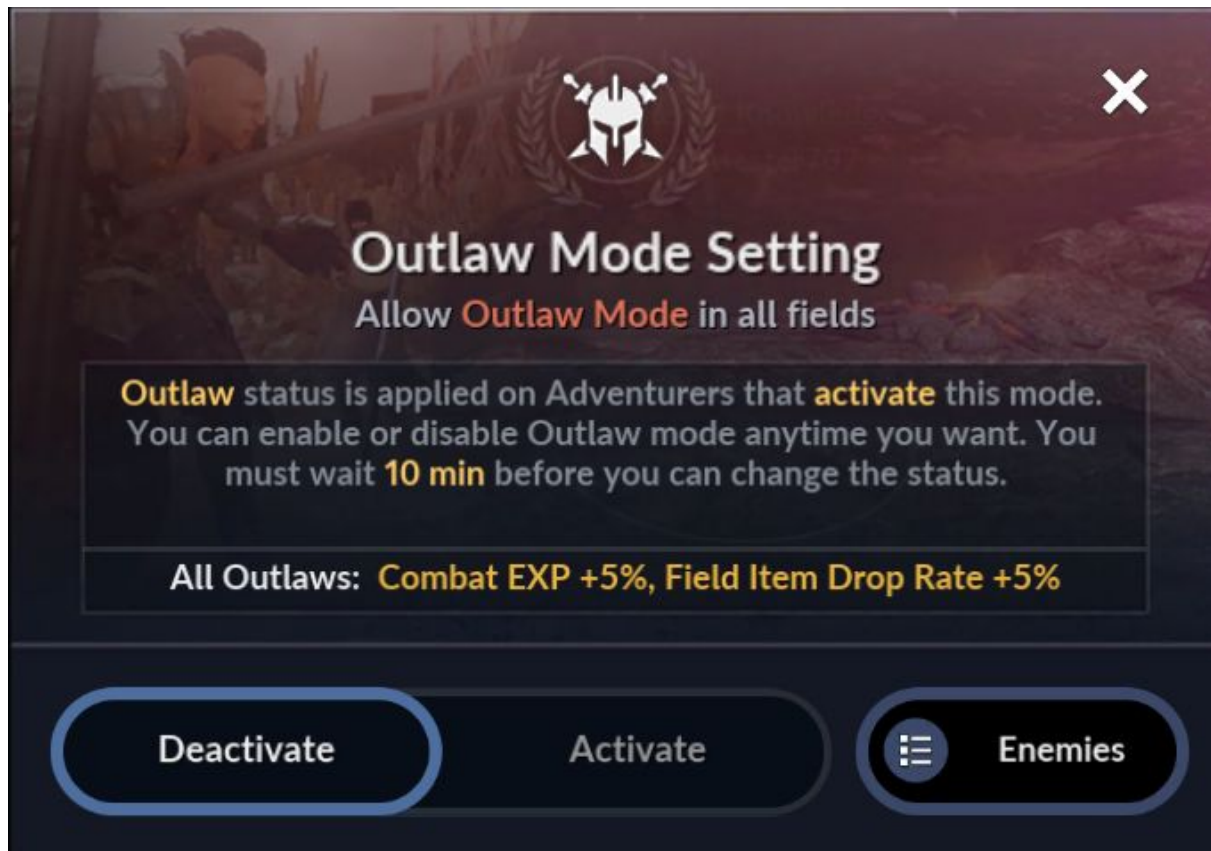 Outlaw Mode Setting
Allow Outlaw Mode in all fields
Outlaw status is applied on Adventurers that activate this mode.
You can enable or disable Outlaw mode anytime you want. You
must wait 10 min before you can change the status.
All Outlaws: Combat EXP +5%, Field Item Drop Rate +5%
Deactivate Activate Enemies